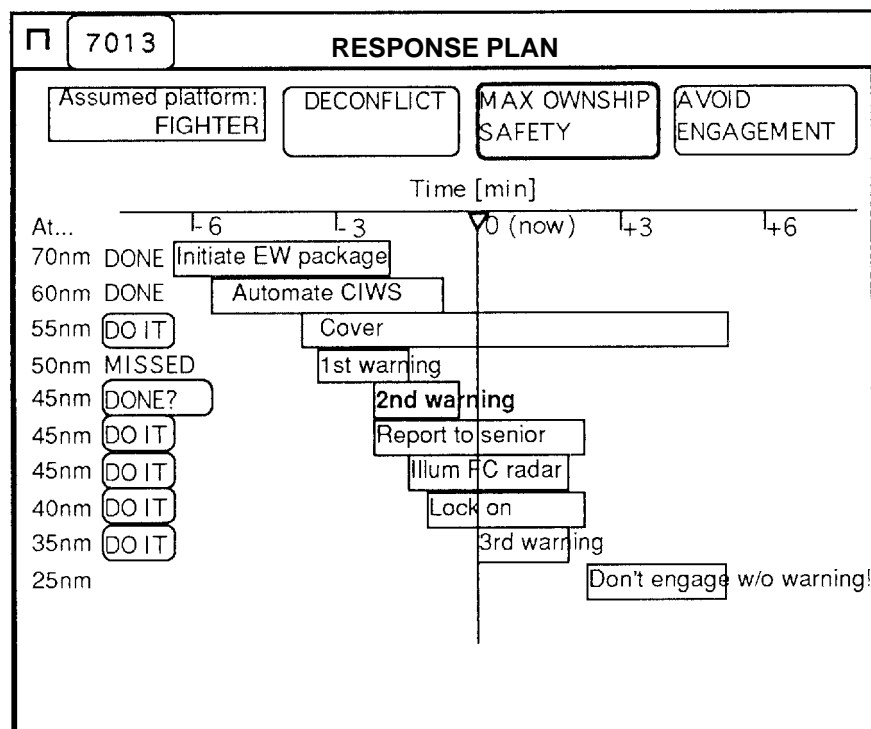 7013
RESPONSE PLAN
Assumed platform:
FIGHTER
DECONFLICT
MAX OWNSHIP
SAFETY
AVOID
ENGAGEMENT
Time [min]
At... -6 -3 0 (now) +3 +6
70nm DONE Initiate EW package
60nm DONE Automate CIWS
55nm DO IT Cover
50nm MISSED 1st warning
45nm DONE? 2nd warning
45nm DO IT Report to senior
45nm DO IT Illum FC radar
40nm DO IT Lock on
35nm DO IT 3rd warning
25nm Don't engage w/o warning!